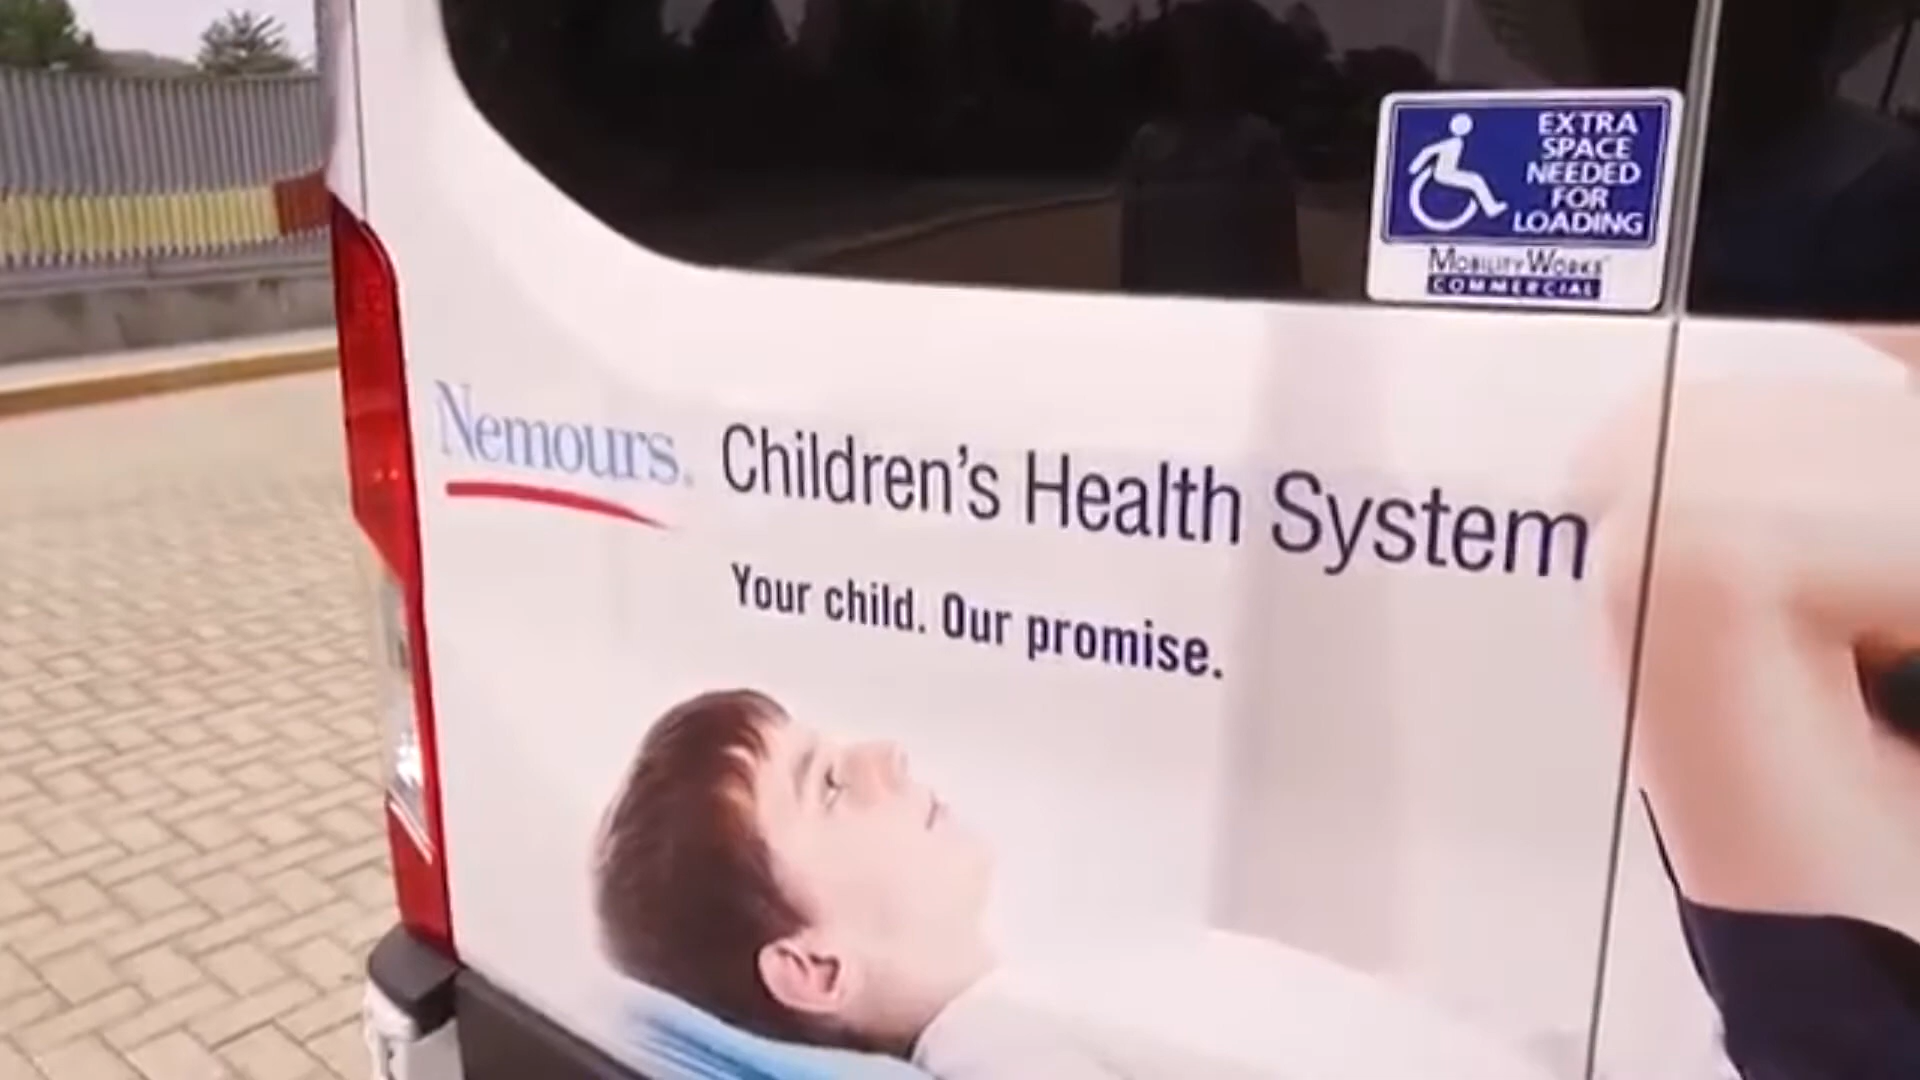 EXTRA
SPACE
NEEDED
FOR
LOADING
MOBILITYWORKS
COMMERCIAL
Nemours. Children's Health System
Your child. Our promise.